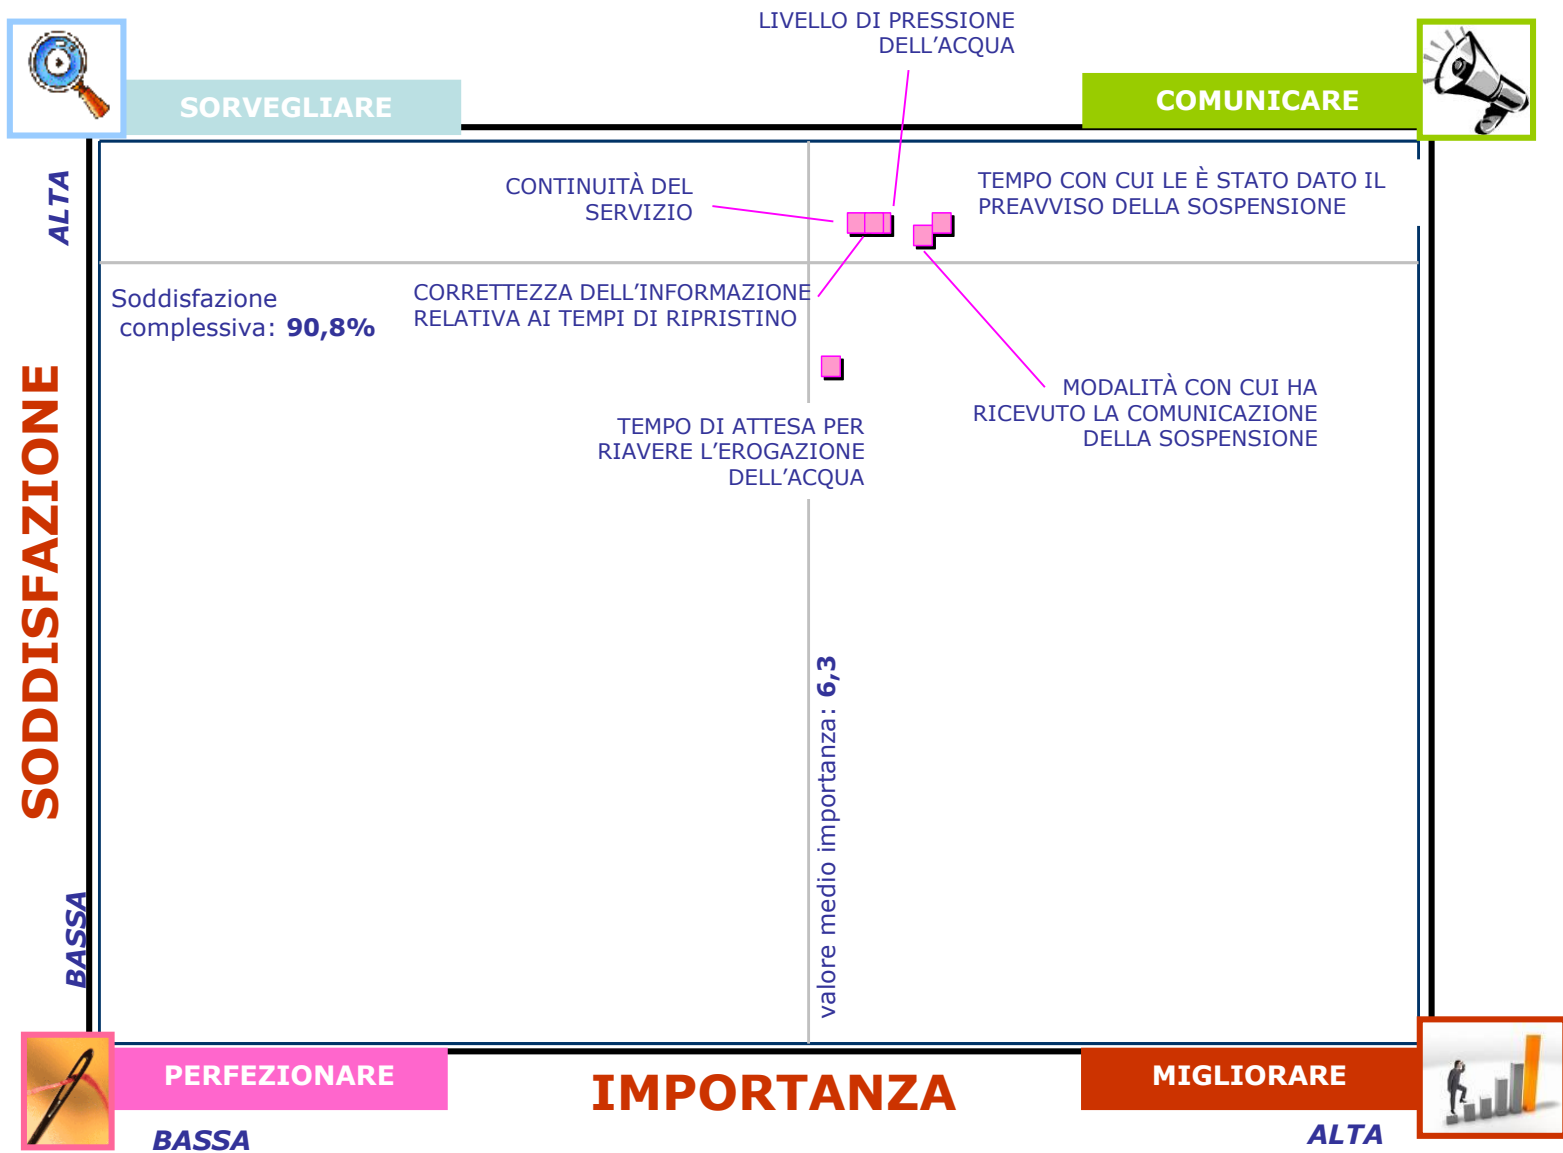 LIVELLO DI PRESSIONE
DELL’ACQUA
SORVEGLIARE
COMUNICARE
ALTA
CONTINUITÀ DEL
SERVIZIO
TEMPO CON CUI LE È STATO DATO IL
PREAVVISO DELLA SOSPENSIONE
Soddisfazione
complessiva: 90,8%
CORRETTEZZA DELL’INFORMAZIONE
RELATIVA AI TEMPI DI RIPRISTINO
MODALITÀ CON CUI HA
RICEVUTO LA COMUNICAZIONE
DELLA SOSPENSIONE
TEMPO DI ATTESA PER
RIAVERE L’EROGAZIONE
DELL’ACQUA
SODDISFAZIONE
valore medio importanza: 6,3
BASSA
PERFEZIONARE
IMPORTANZA
MIGLIORARE
BASSA
ALTA